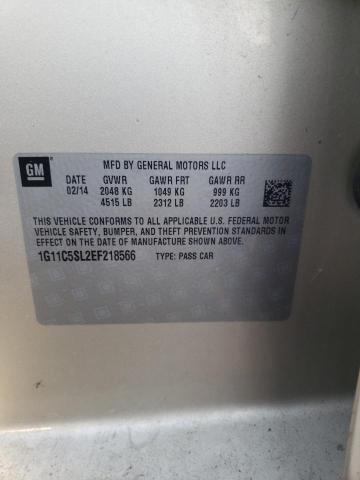 GM
MFD BY GENERAL MOTORS LLC
DATE GVWR GAWR FRT GAWR RR
02/14 2048 KG 1049 KG 999 KG
4515 LB 2312 LB 2203 LB
THIS VEHICLE CONFORMS TO ALL APPLICABLE U.S. FEDERAL MOTOR
VEHICLE SAFETY, BUMPER, AND THEFT PREVENTION STANDARDS
IN EFFECT ON THE DATE OF MANUFACTURE SHOWN ABOVE.
1G11C5SL2EF218566 TYPE: PASS CAR